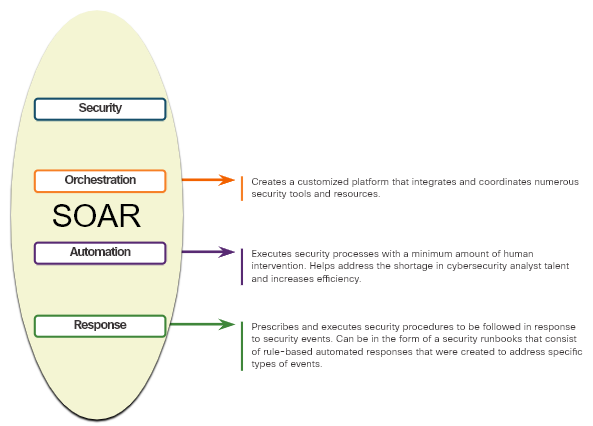 Security
Orchestration
Creates a customized platform that integrates and coordinates numerous
security tools and resources.
SOAR
Automation
Executes security processes with a minimum amount of human
intervention. Helps address the shortage in cybersecurity analyst talent
and increases efficiency.
Response
Prescribes and executes security procedures to be followed in response
to security events. Can be in the form of a security runbooks that consist
of rule-based automated responses that were created to address specific
types of events.